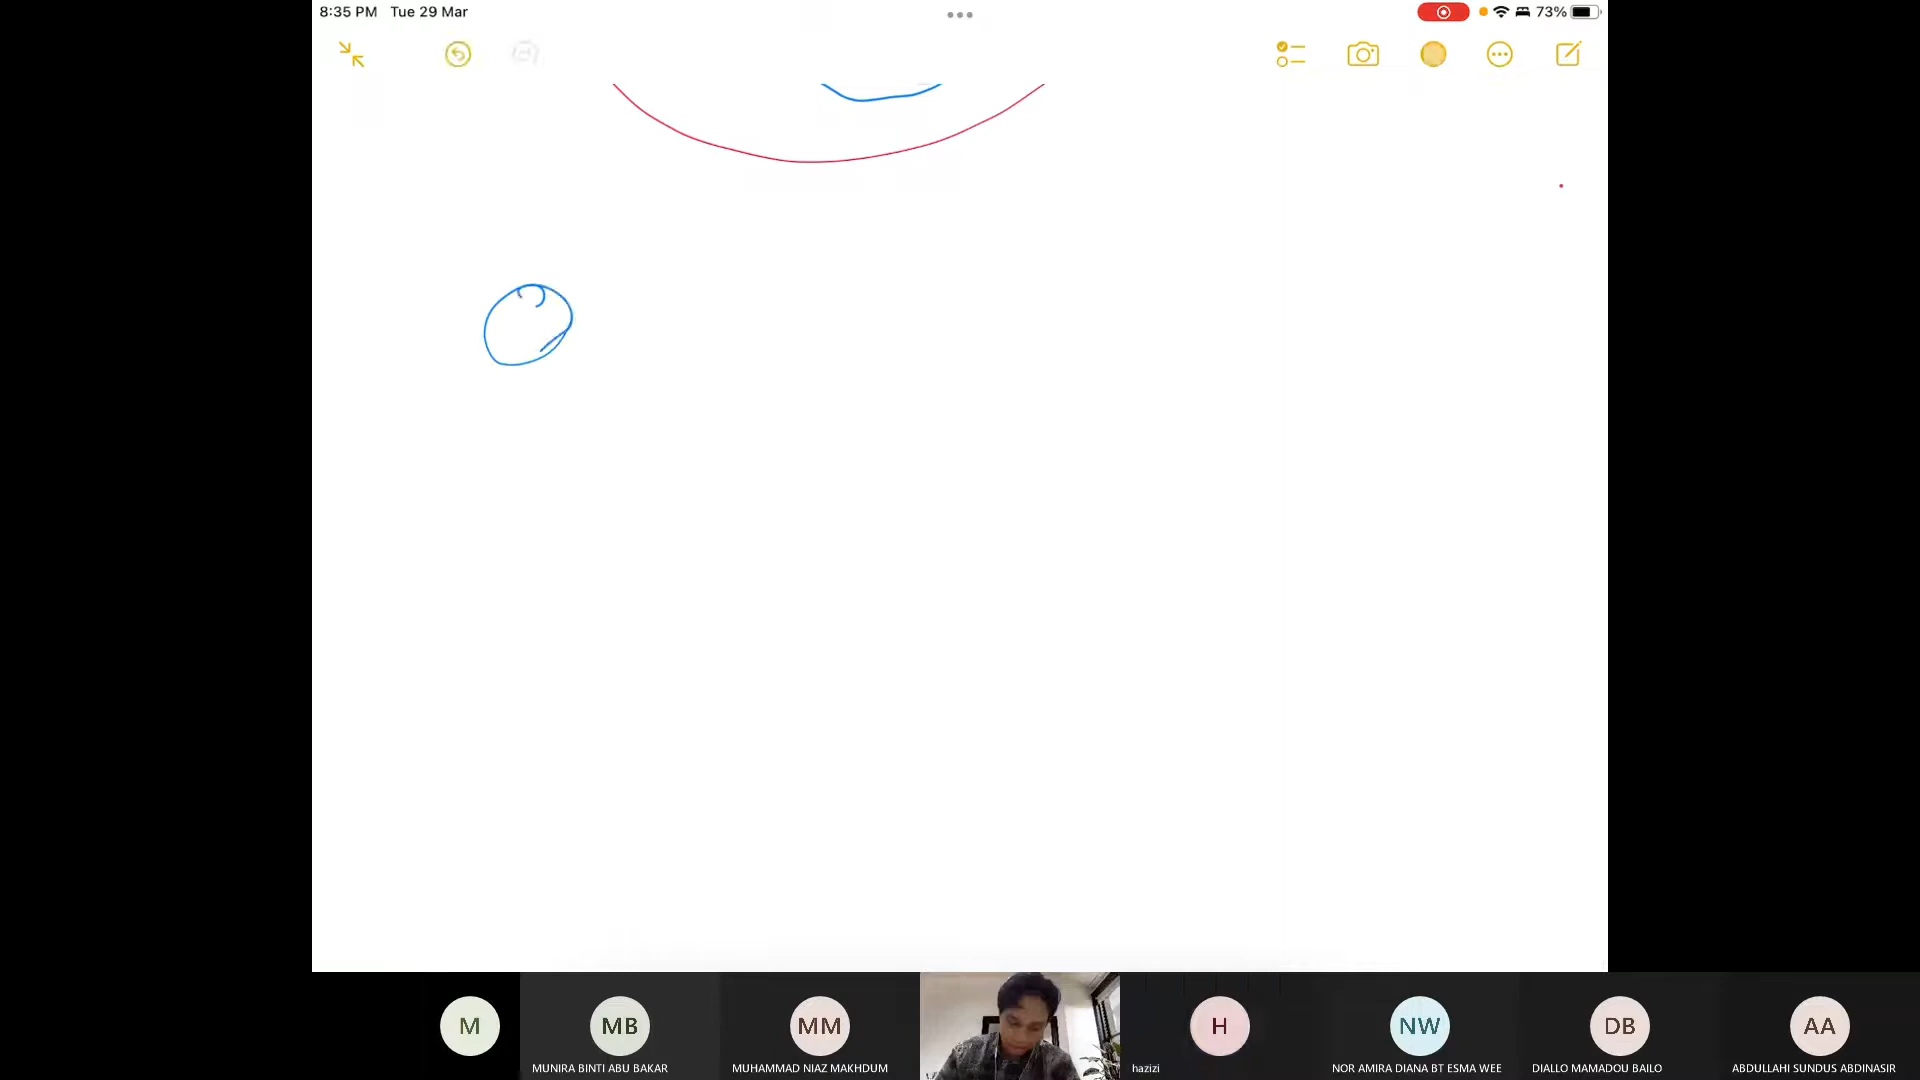 8:35 PM Tue 29 Mar
73%
M
MB
MM
H
NW
DB
AA
MUNIRA BINTI ABU BAKAR
MUHAMMAD NIAZ MAKHDUM
hazizi
NOR AMIRA DIANA BT ESMA WEE
DIALLO MAMADOU BAILO
ABDULLAHI SUNDUS ABDINASIR